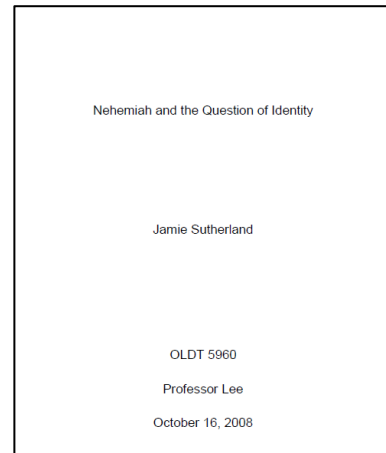 Nehemiah and the Question of Identity
Jamie Sutherland
OLDT 5960
Professor Lee
October 16, 2008